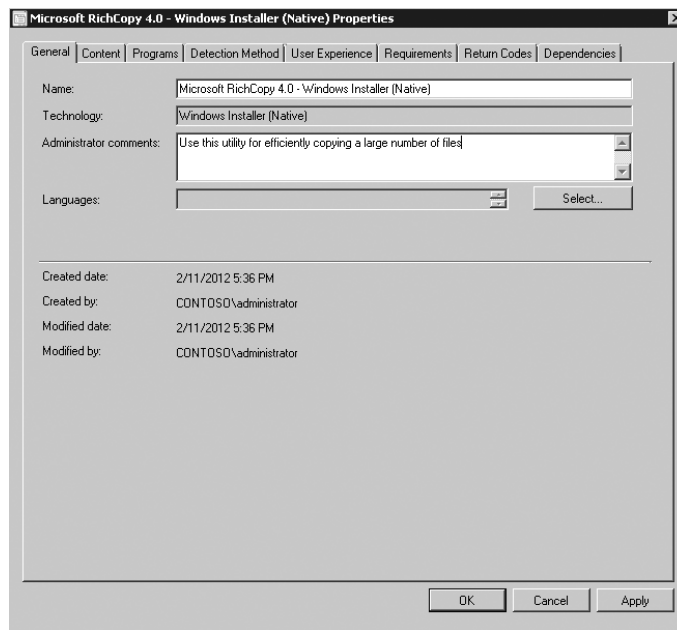 Microsoft RichCopy 4.0 - Windows Installer (Native) Properties
General Content Programs Detection Method User Experience Requirements Return Codes Dependencies
Name: Microsoft RichCopy 4.0 - Windows Installer (Native)
Technology: Windows Installer (Native)
Administrator comments: Use this utility for efficiently copying a large number of files
Languages: Select...
Created date: 2/11/2012 5:36 PM
Created by: CONTOSO\administrator
Modified date: 2/11/2012 5:36 PM
Modified by: CONTOSO\administrator
OK Cancel Apply